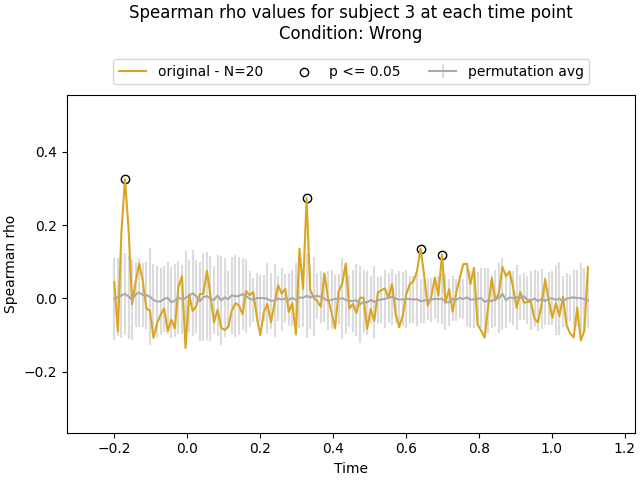 Spearman rho values for subject 3 at each time point
Condition: Wrong
original - N=20
p <= 0.05
permutation avg
Spearman rho
0.4
0.2
0.0
−0.2
−0.2
0.0
0.2
0.4
0.6
0.8
1.0
1.2
Time